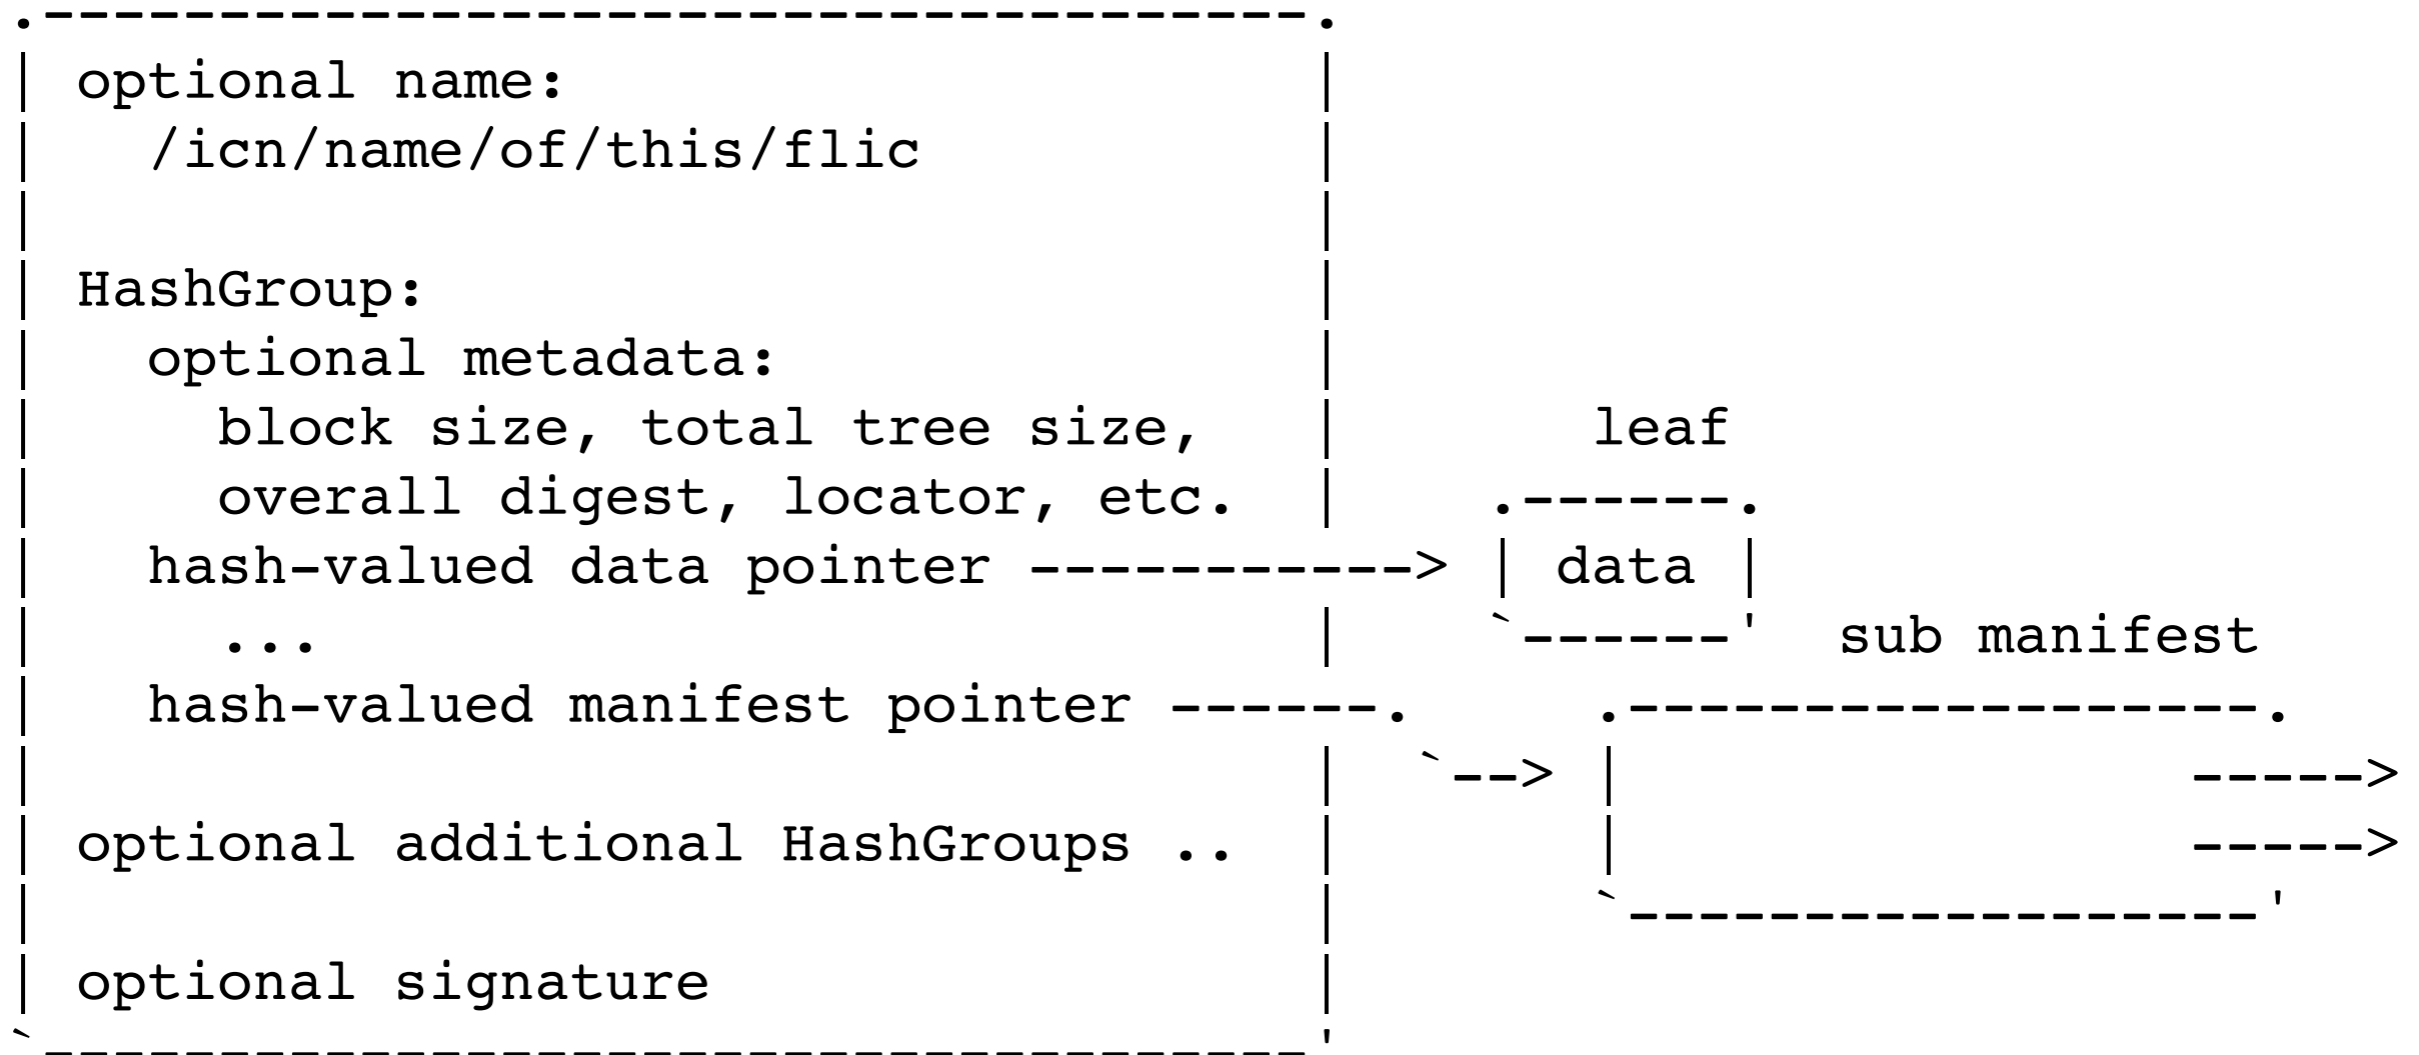 optional name:
/icn/name/of/this/flic
HashGroup:
optional metadata:
block size, total tree size,
overall digest, locator, etc.
hash-valued data pointer ----------->
...
hash-valued manifest pointer ------.
`-->
optional additional HashGroups ..
optional signature
leaf
data
sub manifest
----->
----->